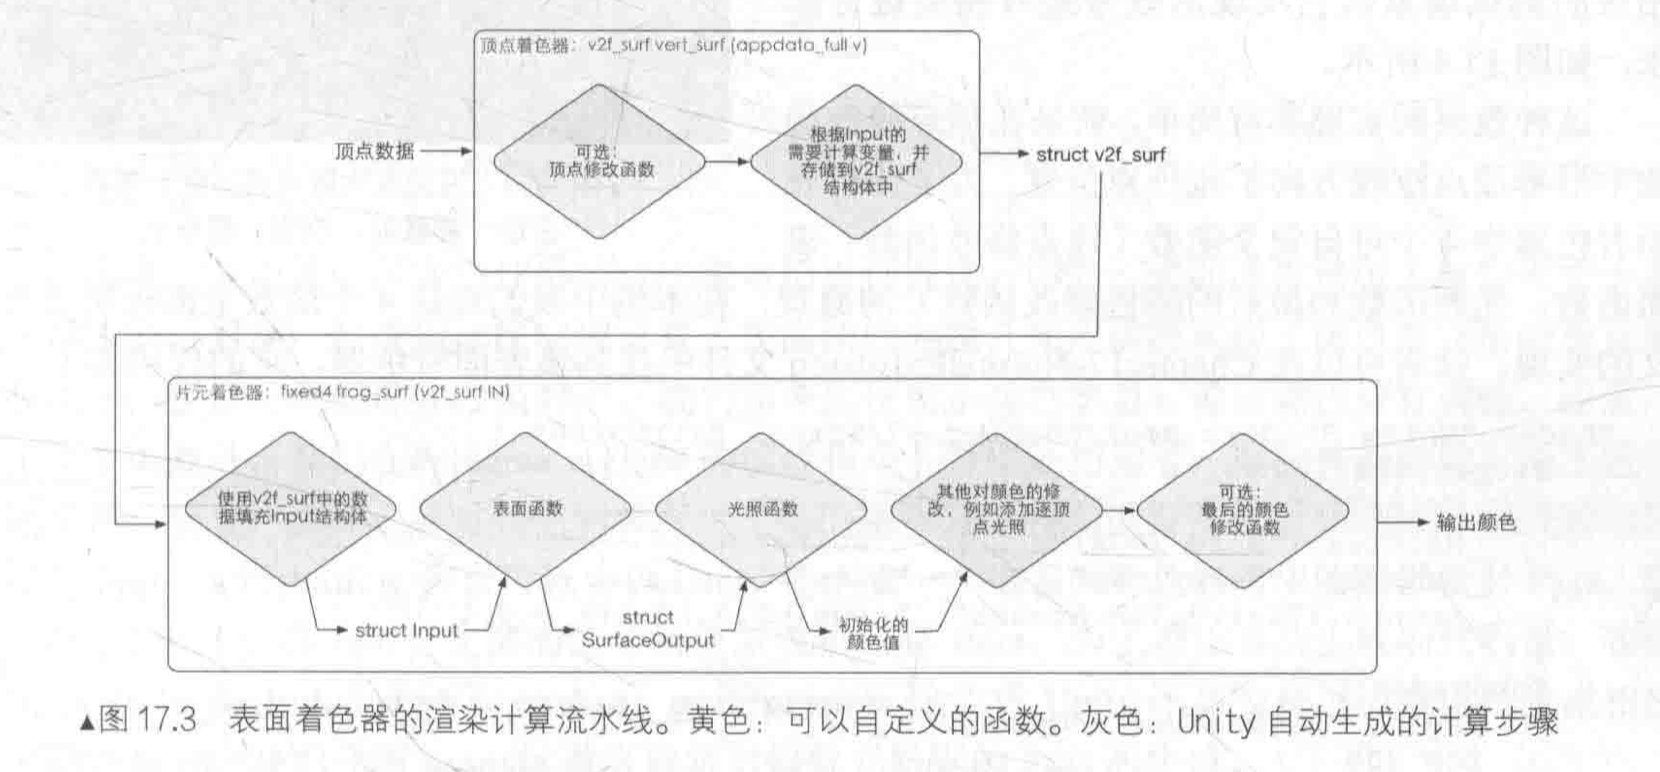 顶点着色器：v2f_surf vert_surf (appdata_full v)
顶点数据
可选：
顶点修改函数
根据Input的
需要计算变量，并
存储到v2f_surf
结构体中
struct v2f_surf
片元着色器：fixed4 frag_surf (v2f_surf IN)
使用v2f_surf中的数
据填充Input结构体
struct Input
表面函数
struct
SurfaceOutput
光照函数
初始化的
颜色值
其他对颜色的修
改，例如添加逐顶
点光照
可选：
最后的颜色
修改函数
输出颜色
▲图 17.3 表面着色器的渲染计算流水线。黄色：可以自定义的函数。灰色：Unity 自动生成的计算步骤